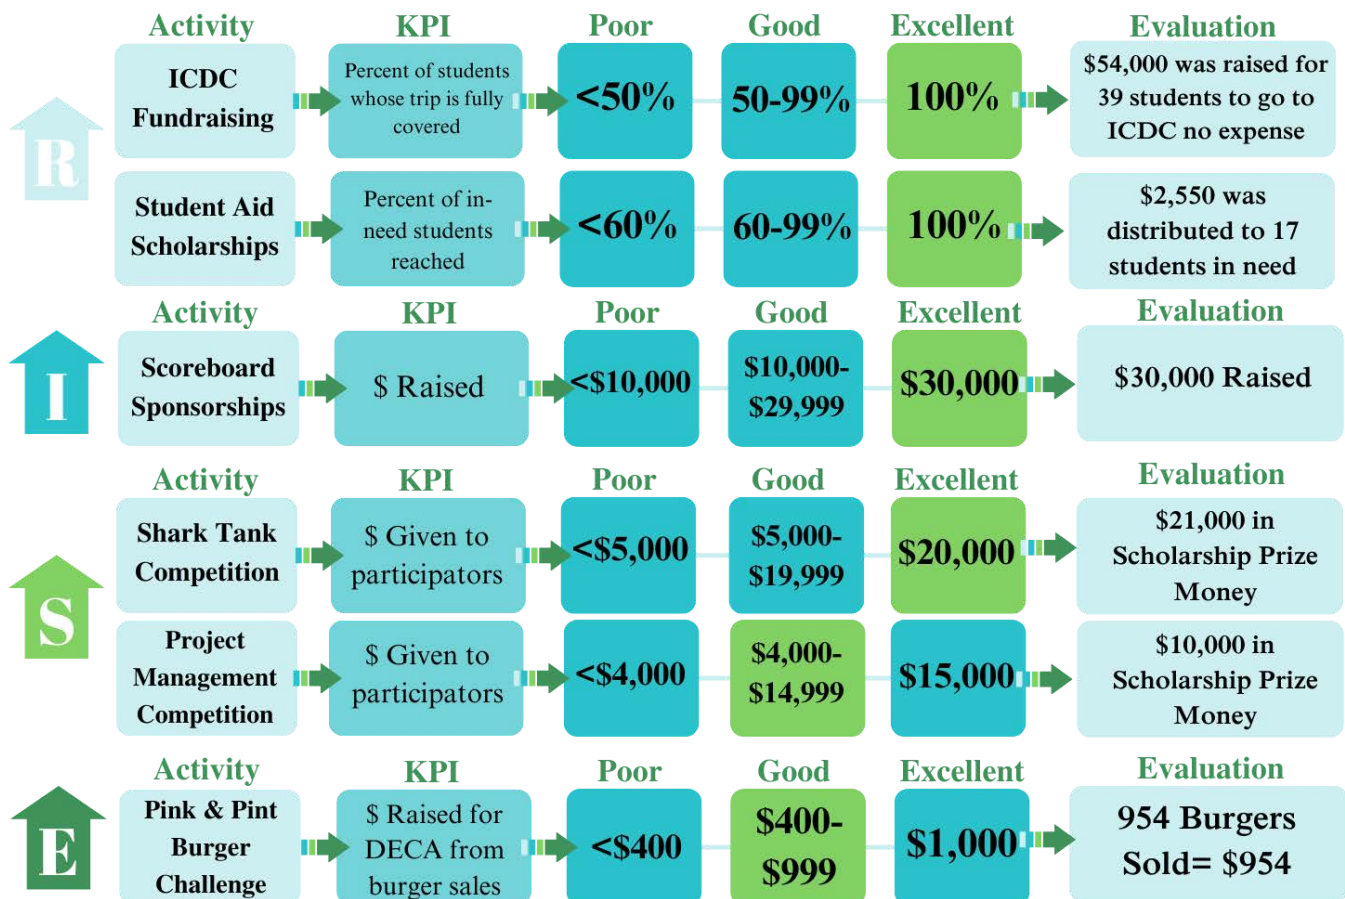 Activity KPI Poor Good Excellent Evaluation
R
ICDC
Fundraising
Percent of students
whose trip is fully
covered
<50%
50-99%
100%
$54,000 was raised for
39 students to go to
ICDC no expense
Student Aid
Scholarships
Percent of in-
need students
reached
<60%
60-99%
100%
$2,550 was
distributed to 17
students in need
Activity KPI Poor Good Excellent Evaluation
I
Scoreboard
Sponsorships
$ Raised
<$10,000
$10,000-
$29,999
$30,000
$30,000 Raised
Activity KPI Poor Good Excellent Evaluation
S
Shark Tank
Competition
$ Given to
participators
<$5,000
$5,000-
$19,999
$20,000
$21,000 in
Scholarship Prize
Money
Project
Management
Competition
$ Given to
participators
<$4,000
$4,000-
$14,999
$15,000
$10,000 in
Scholarship Prize
Money
Activity KPI Poor Good Excellent Evaluation
E
Pink & Pint
Burger
Challenge
$ Raised for
DECA from
burger sales
<$400
$400-
$999
$1,000
954 Burgers
Sold= $954